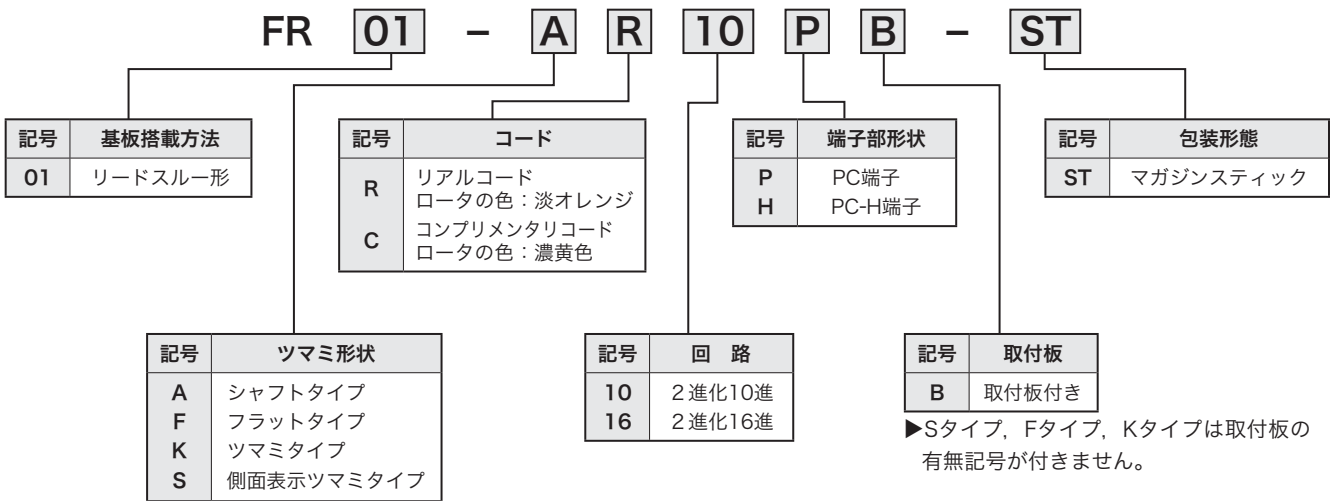 FR 01 – A R 10 P B – ST
記号 基板搭載方法
01 リードスルー形
記号 コード
R リアルコード
ロータの色：淡オレンジ
C コンプリメンタリコード
ロータの色：濃黄色
記号 端子部形状
P PC端子
H PC-H端子
記号 包装形態
ST マガジンスティック
記号 ツマミ形状
A シャフトタイプ
F フラットタイプ
K ツマミタイプ
S 側面表示ツマミタイプ
記号 回　路
10 2進化10進
16 2進化16進
記号 取付板
B 取付板付き
▶Sタイプ，Fタイプ，Kタイプは取付板の
有無記号が付きません。